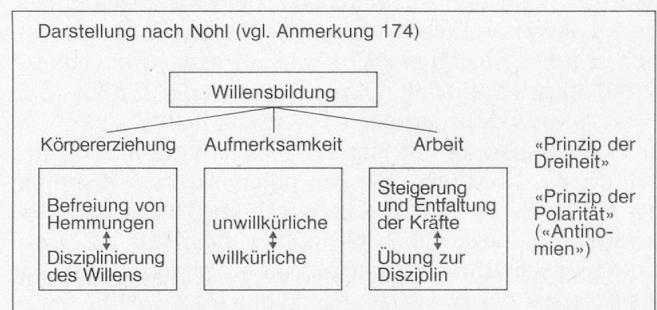 Darstellung nach Nohl (vgl. Anmerkung 174)
Willensbildung
Körpererziehung
Aufmerksamkeit
Arbeit
«Prinzip der
Dreiheit»
Befreiung von
Hemmungen
Disziplinierung
des Willens
unwillkürliche
willkürliche
Steigerung
und Entfaltung
der Kräfte
Übung zur
Disziplin
«Prinzip der
Polarität»
(«Antino-
mien»)